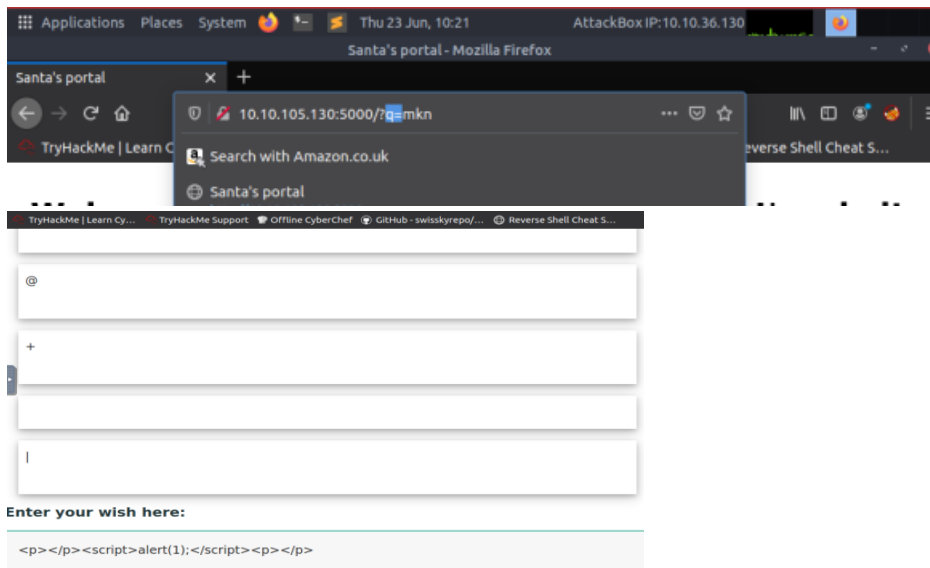 Applications Places System Thu 23 Jun, 10:21 AttackBox IP:10.10.36.130
Santa's portal - Mozilla Firefox
Santa's portal × +
10.10.105.130:5000/?q=mkn
TryHackMe | Learn C
Search with Amazon.co.uk
everse Shell Cheat S...
Santa's portal
TryHackMe | Learn Cy... TryHackMe Support Offline CyberChef GitHub - swisskyrepo/... Reverse Shell Cheat S...
@
+
|
Enter your wish here:
<p></p><script>alert(1);</script><p></p>